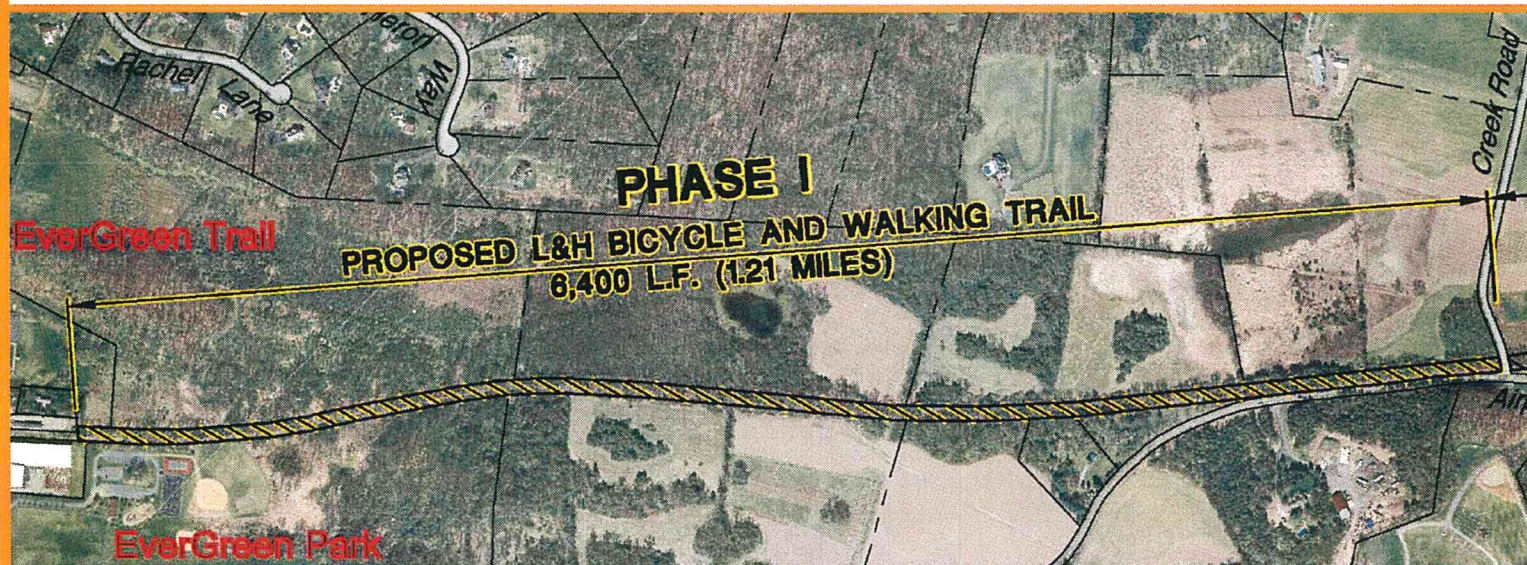 Rachel Lane
Way
Creek Road
PHASE I
EverGreen Trail
PROPOSED L&H BICYCLE AND WALKING TRAIL
6,400 L.F. (1.21 MILES)
EverGreen Park